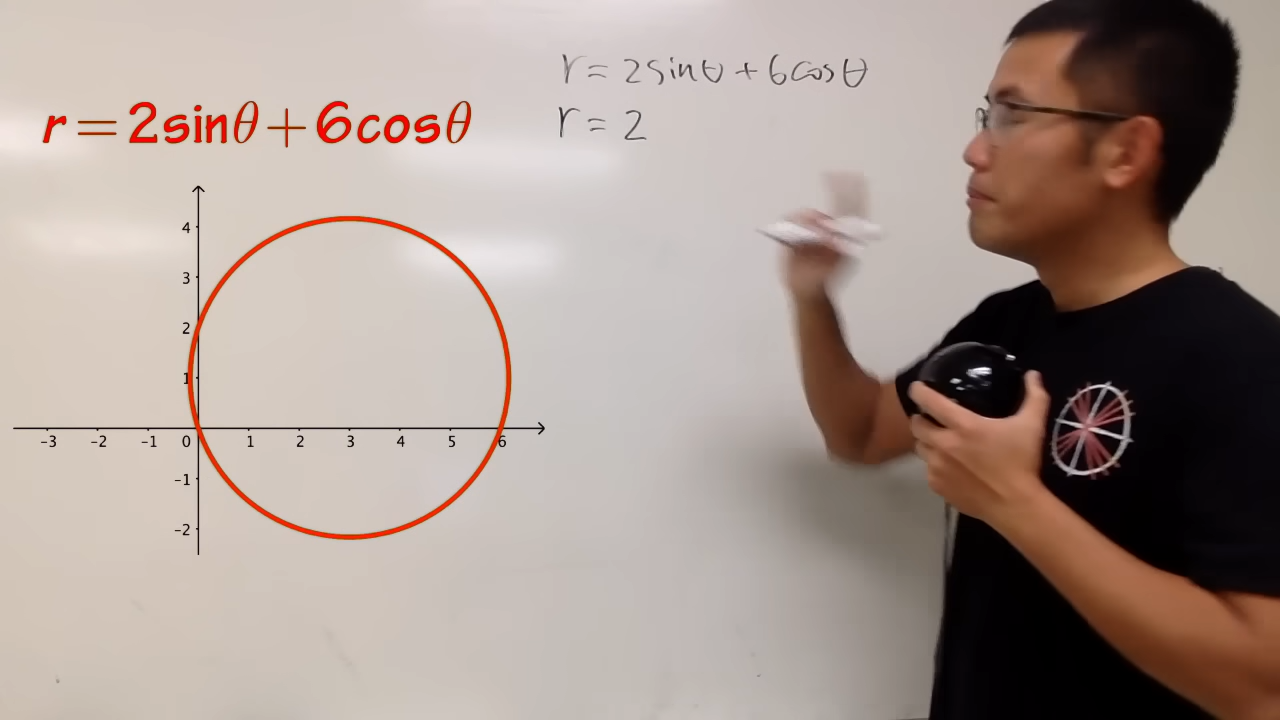 r = 2sinθ + 6cosθ
r = 2sinθ + 6cosθ
r = 2
4
3
2
1
-3 -2 -1 0 1 2 3 4 5 6
-1
-2